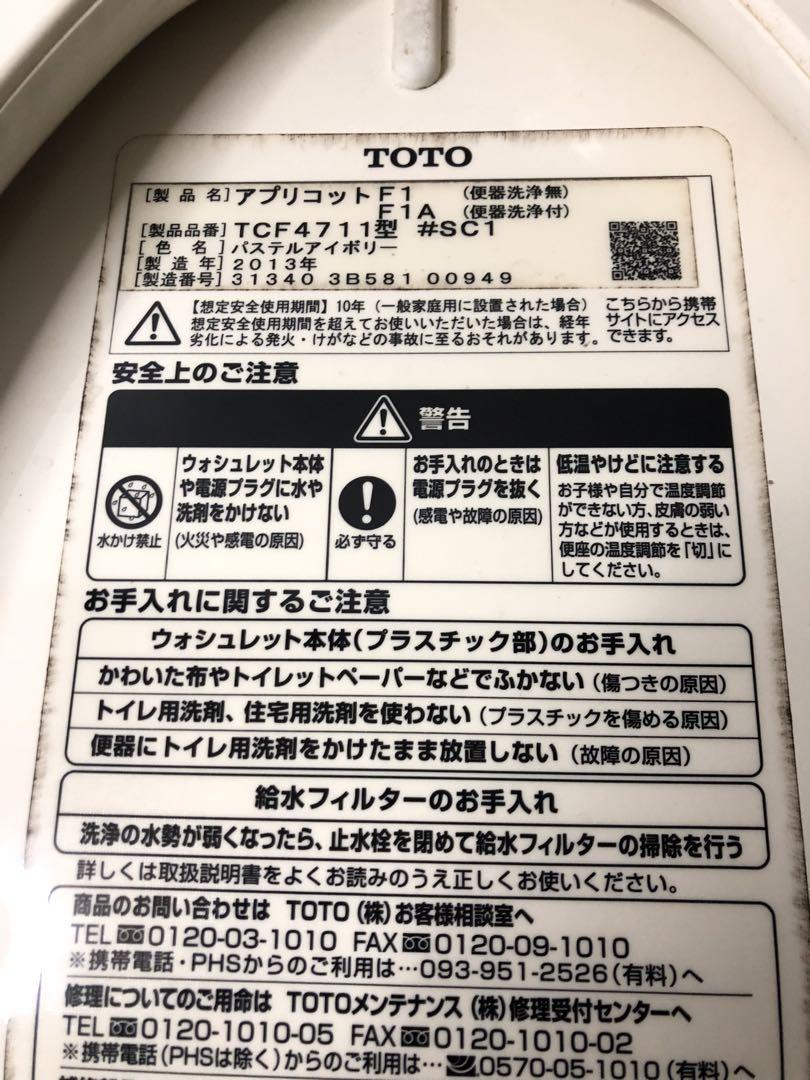 TOTO
[製品名] アプリコット F1 (便器洗浄無)
F1A (便器洗浄付)
[製品品番] TCF4711型 #SC1
[色名] パステルアイボリー
[製造年] 2013年
[製造番号] 31340 3B581 00949
【想定安全使用期間】10年(一般家庭用に設置された場合)
想定安全使用期間を超えてお使いいただいた場合は、経年
劣化による発火・けがなどの事故に至るおそれがあります。
こちらから携帯
サイトにアクセス
できます。
安全上のご注意
警告
水かけ禁止
ウォシュレット本体
や電源プラグに水や
洗剤をかけない
(火災や感電の原因)
必ず守る
お手入れのときは
電源プラグを抜く
(感電や故障の原因)
低温やけどに注意する
お子様や自分で温度調節
ができない方、皮膚の弱い
方などが使用するときは、
便座の温度調節を「切」に
してください。
お手入れに関するご注意
ウォシュレット本体(プラスチック部)のお手入れ
かわいた布やトイレットペーパーなどでふかない(傷つきの原因)
トイレ用洗剤、住宅用洗剤を使わない(プラスチックを傷める原因)
便器にトイレ用洗剤をかけたまま放置しない(故障の原因)
給水フィルターのお手入れ
洗浄の水勢が弱くなったら、止水栓を閉めて給水フィルターの掃除を行う
詳しくは取扱説明書をよくお読みのうえ正しくお使いください。
商品のお問い合わせは TOTO(株)お客様相談室へ
TEL 0120-03-1010 FAX 0120-09-1010
※携帯電話・PHSからのご利用は…093-951-2526(有料)へ
修理についてのご用命は TOTOメンテナンス(株)修理受付センターへ
TEL 0120-1010-05 FAX 0120-1010-02
※携帯電話(PHSは除く)からのご利用は…0570-05-1010(有料)へ